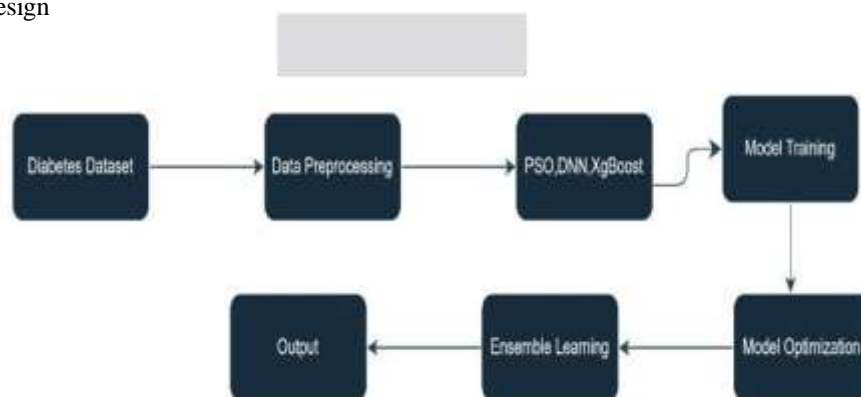 esign
Diabetes Dataset
Data Preprocessing
PSO,DNN,XgBoost
Model Training
Model Optimization
Ensemble Learning
Output